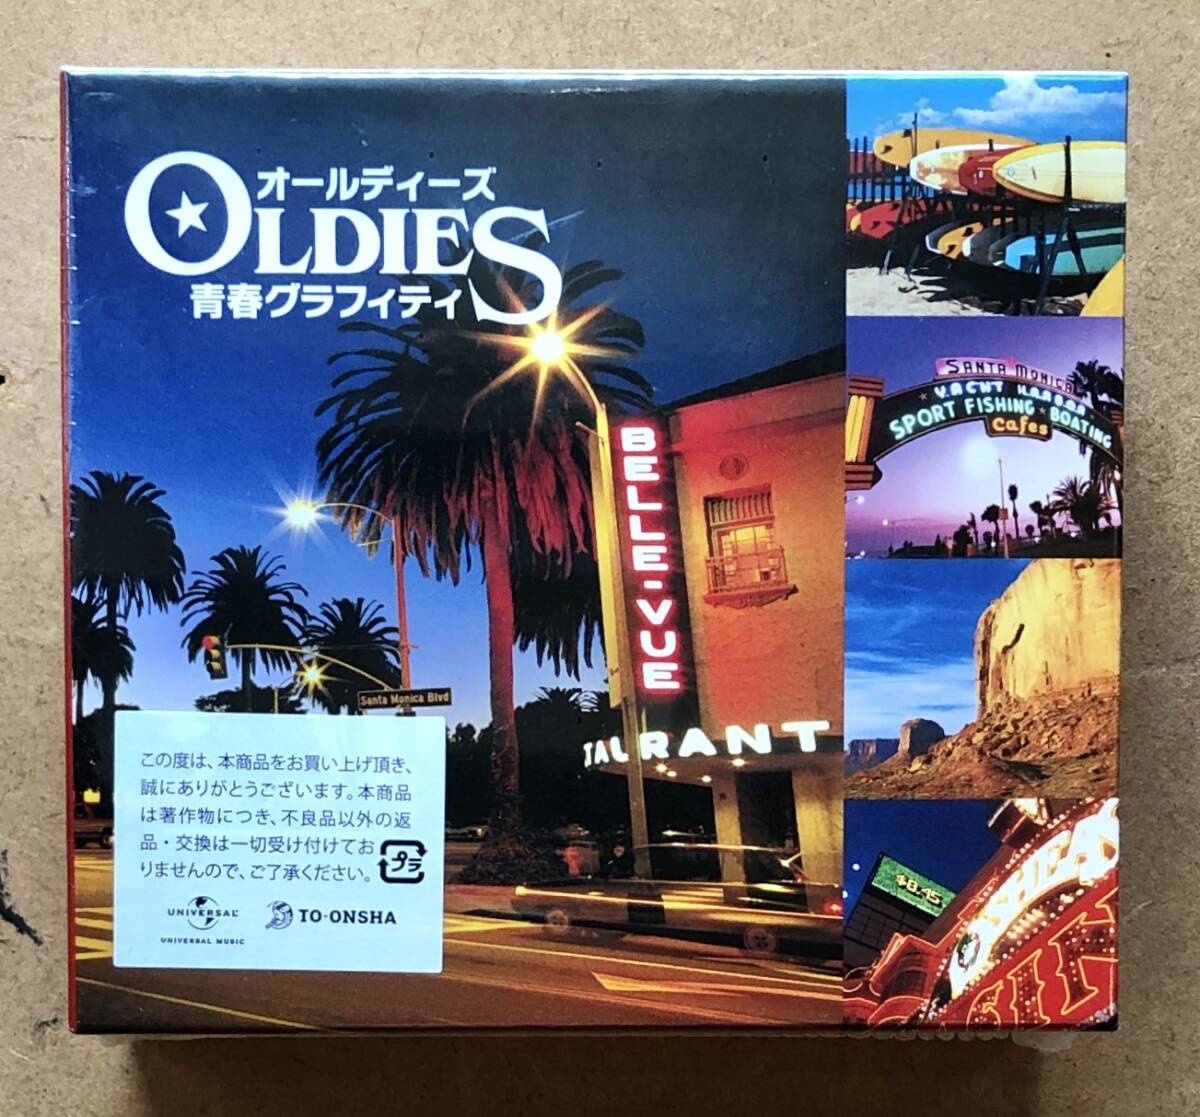 オールディーズ
OLDIES
青春グラフィティ
SANTA MONICA
YACHT HARBOR
SPORT FISHING BOATING
Cafes
BELLE-VUE
Santa Monica Blvd
TAURANT
$8.45
この度は、本商品をお買い上げ頂き、
誠にありがとうございます。本商品
は著作物につき、不良品以外の返
品・交換は一切受け付けてお
りませんので、ご了承ください。
プラ
UNIVERSAL
UNIVERSAL MUSIC
TO-ONSHA